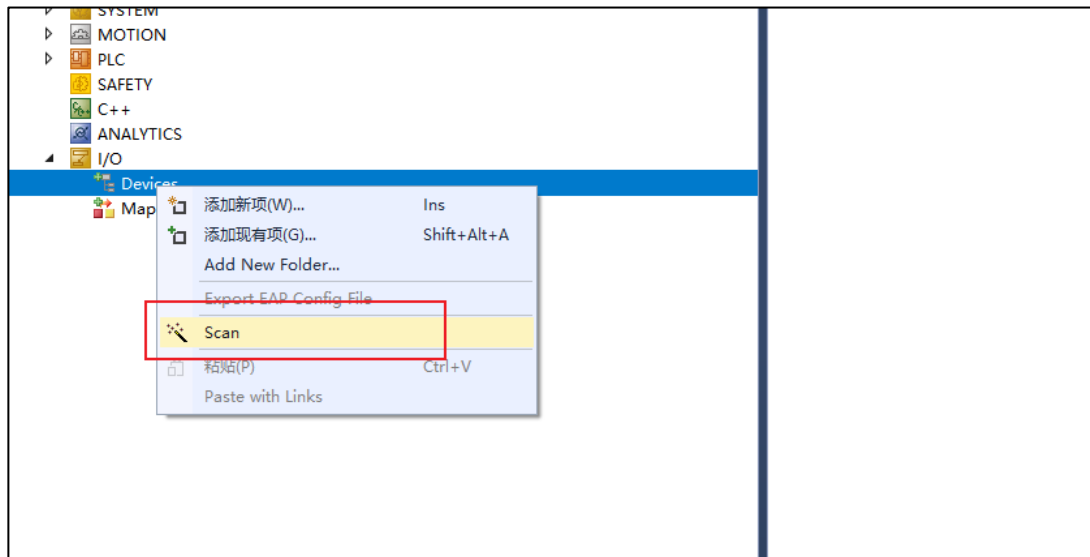 SYSTEM
MOTION
PLC
SAFETY
C++
ANALYTICS
I/O
Devices
Map
添加新项(W)... Ins
添加现有项(G)... Shift+Alt+A
Add New Folder...
Export EAP Config File
Scan
粘贴(P) Ctrl+V
Paste with Links